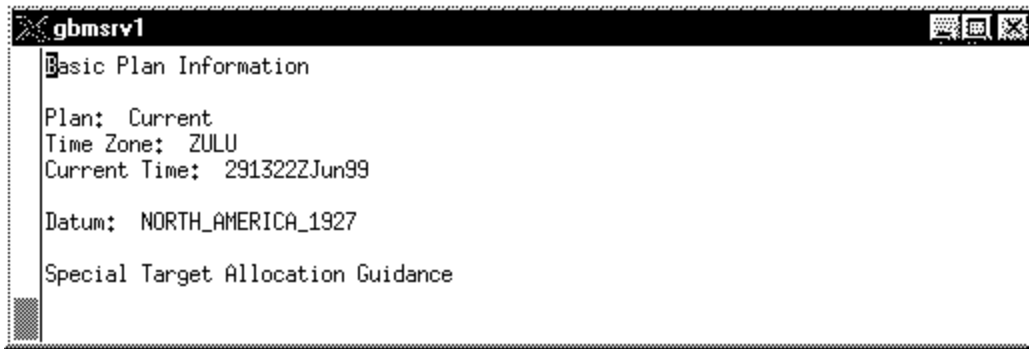 gbmsrv1
Basic Plan Information
Plan:  Current
Time Zone:  ZULU
Current Time:  291322ZJun99
Datum:  NORTH_AMERICA_1927
Special Target Allocation Guidance